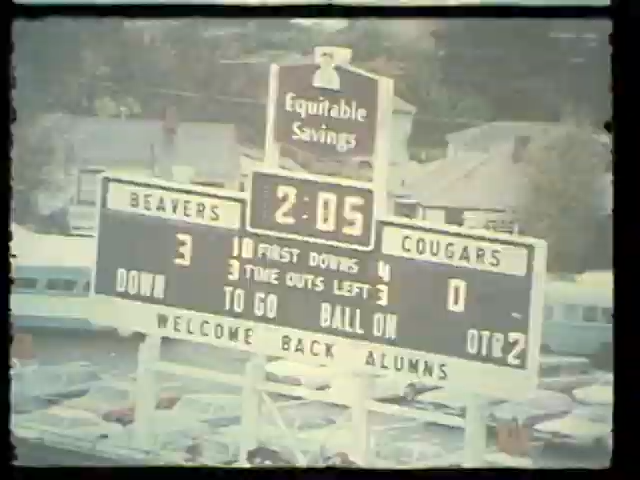 Equitable
Savings
2:05
BEAVERS
COUGARS
3 10 FIRST DOWNS 4 0
3 TIME OUTS LEFT 3
DOWN TO GO BALL ON QTR 2
WELCOME BACK ALUMNS